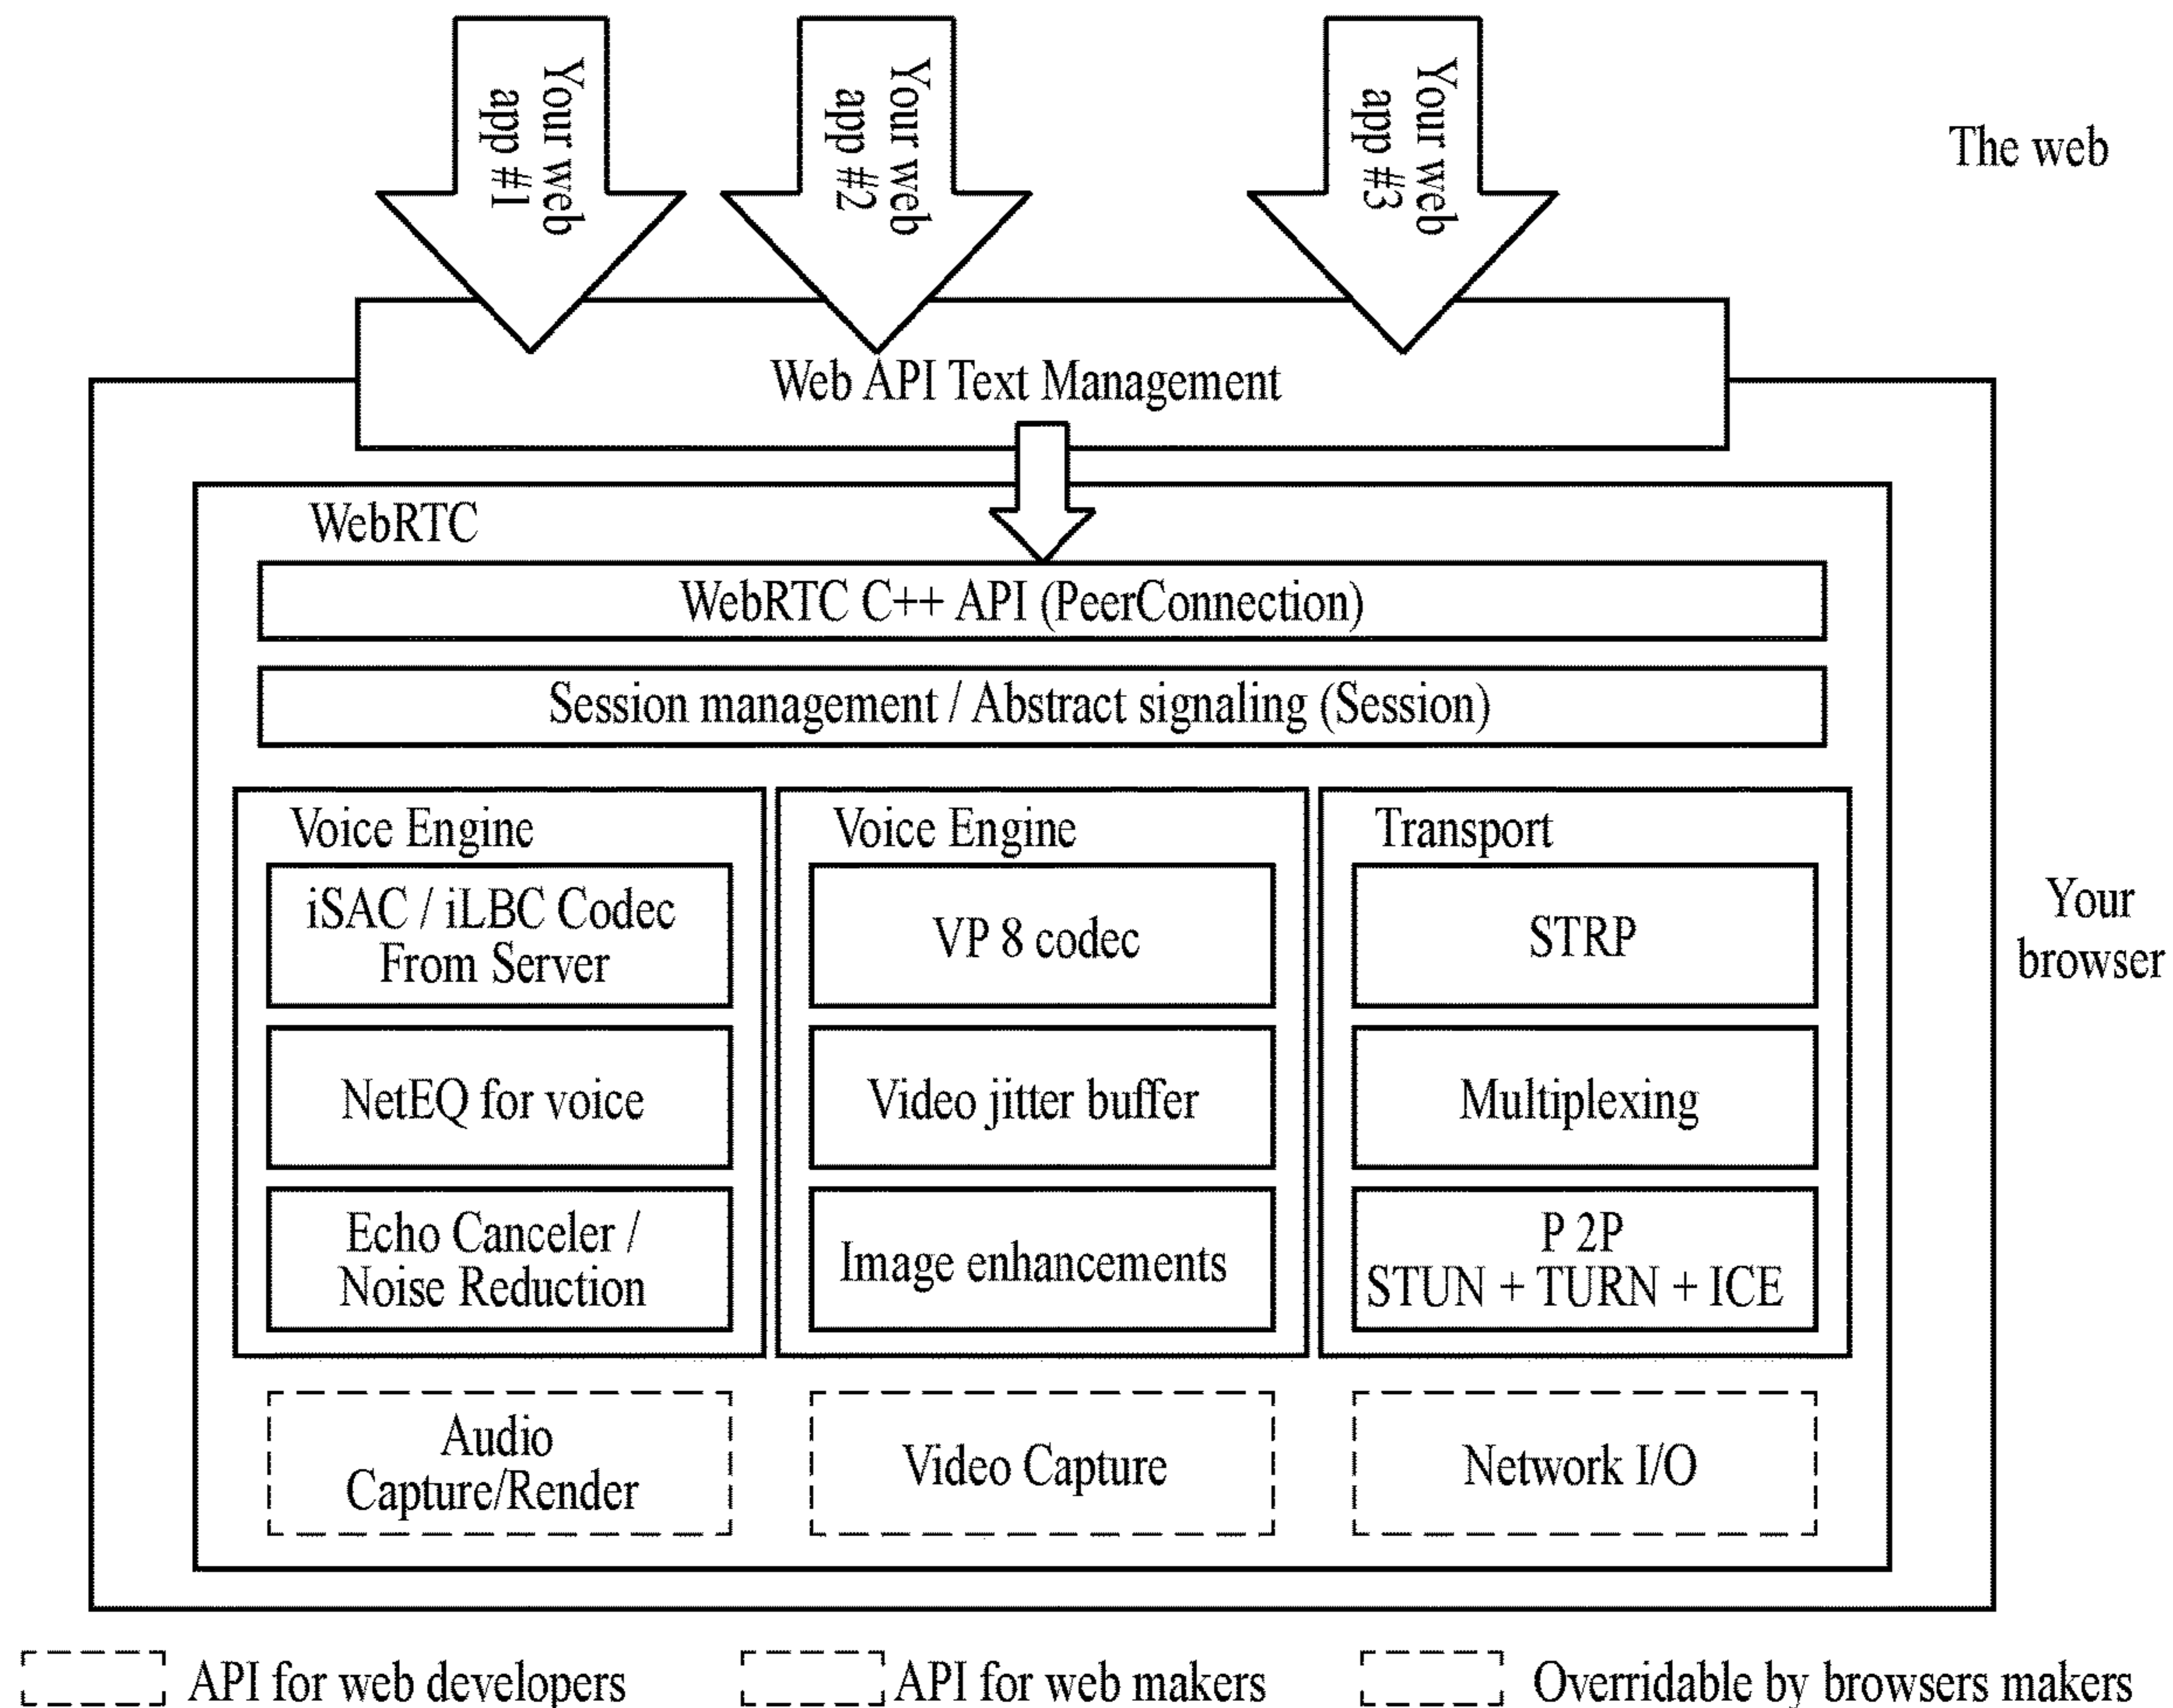 Your web
app #1
Your web
app #2
Your web
app #3
The web
Web API Text Management
WebRTC
WebRTC C++ API (PeerConnection)
Session management / Abstract signaling (Session)
Voice Engine
iSAC / iLBC Codec
From Server
NetEQ for voice
Echo Canceler /
Noise Reduction
Voice Engine
VP 8 codec
Video jitter buffer
Image enhancements
Transport
STRP
Multiplexing
P 2P
STUN + TURN + ICE
Your
browser
Audio
Capture/Render
Video Capture
Network I/O
API for web developers
API for web makers
Overridable by browsers makers